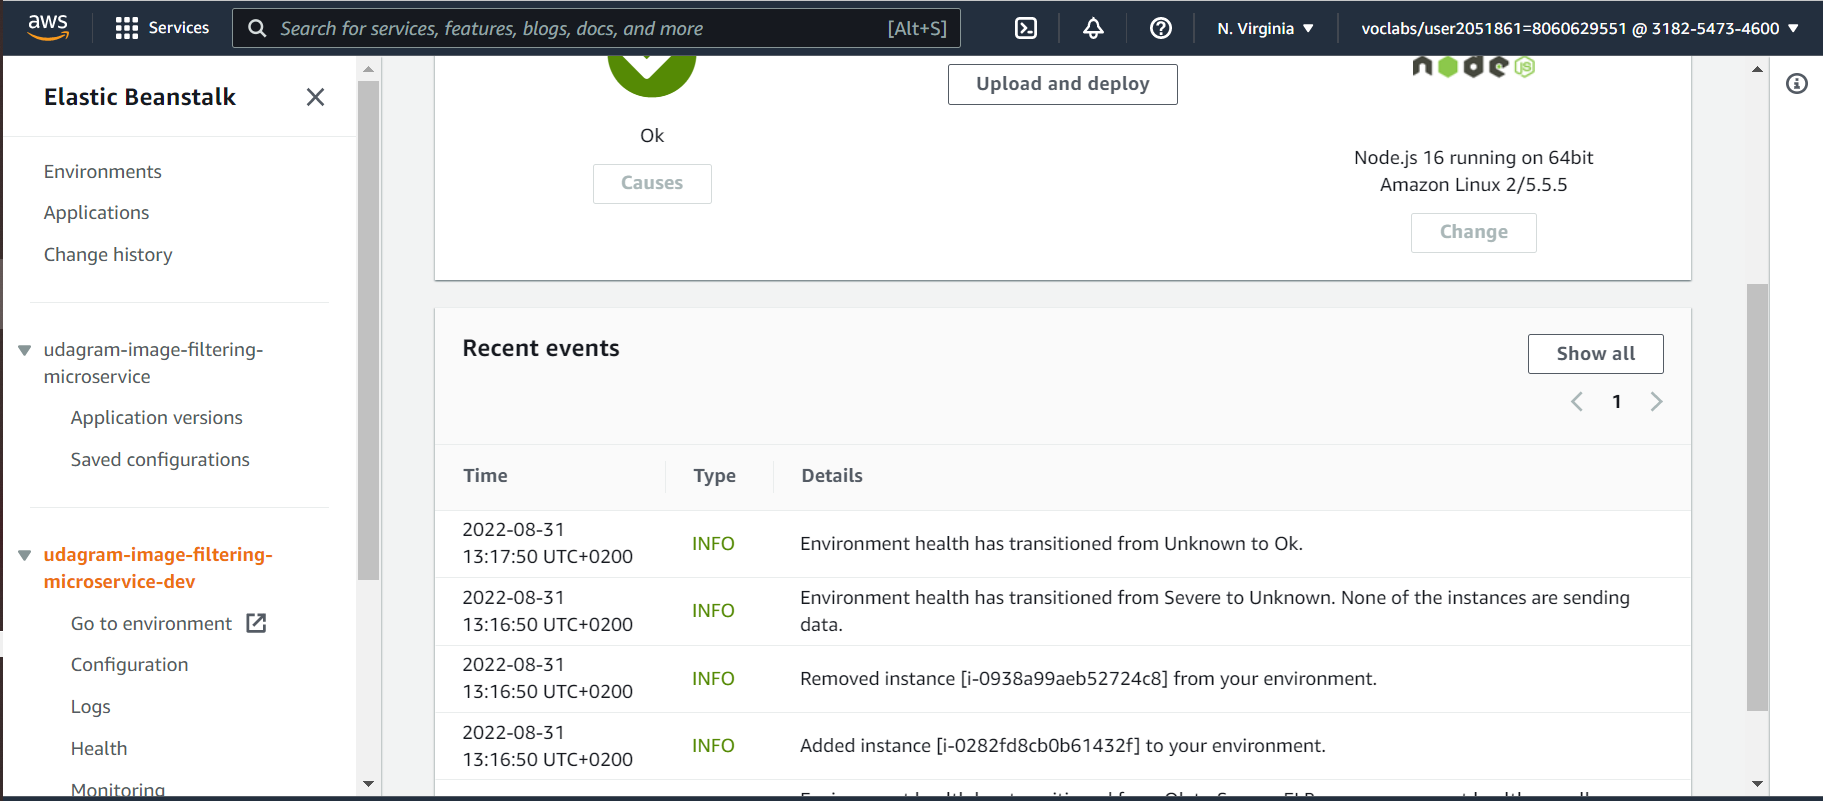 aws
Services
Search for services, features, blogs, docs, and more
[Alt+S]
N. Virginia
voclabs/user2051861=8060629551 @ 3182-5473-4600
Elastic Beanstalk
Environments
Applications
Change history
udagram-image-filtering-
microservice
Application versions
Saved configurations
udagram-image-filtering-
microservice-dev
Go to environment
Configuration
Logs
Health
Monitoring
Ok
Causes
Upload and deploy
node
JS
Node.js 16 running on 64bit
Amazon Linux 2/5.5.5
Change
Recent events
Show all
1
Time Type Details
2022-08-31
13:17:50 UTC+0200
INFO
Environment health has transitioned from Unknown to Ok.
2022-08-31
13:16:50 UTC+0200
INFO
Environment health has transitioned from Severe to Unknown. None of the instances are sending
data.
2022-08-31
13:16:50 UTC+0200
INFO
Removed instance [i-0938a99aeb52724c8] from your environment.
2022-08-31
13:16:50 UTC+0200
INFO
Added instance [i-0282fd8cb0b61432f] to your environment.